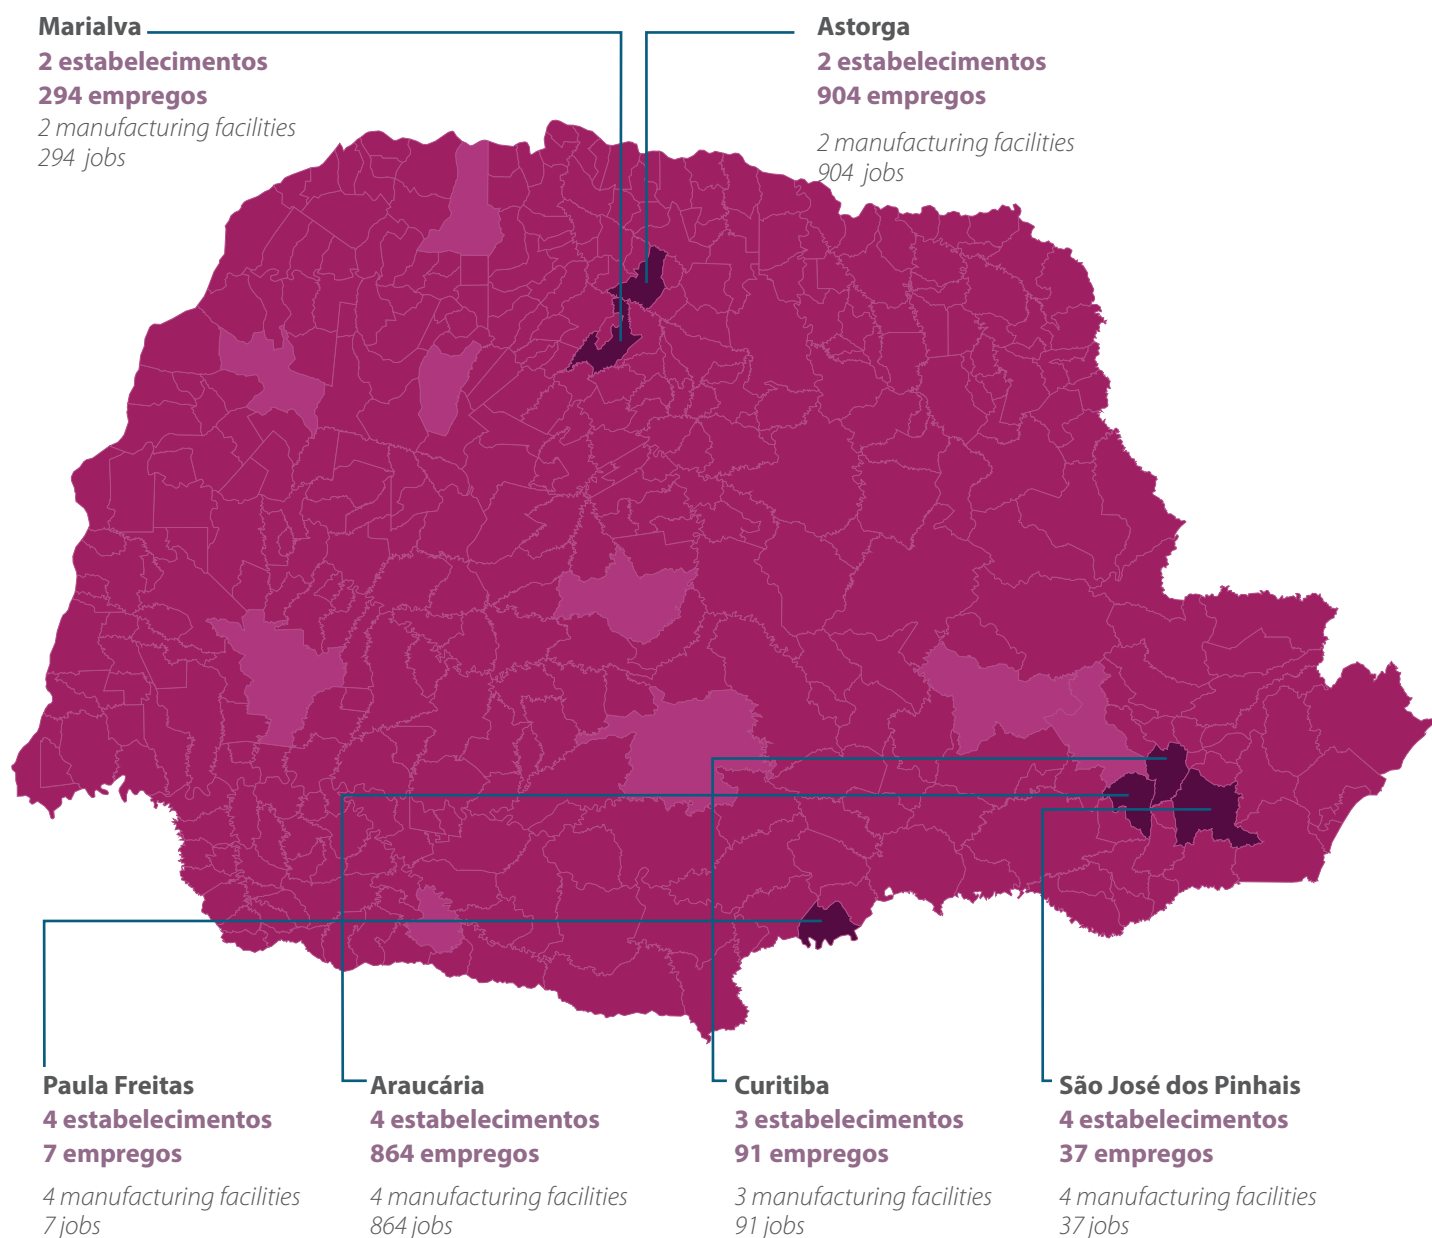 Marialva
2 estabelecimentos
294 empregos
2 manufacturing facilities
294 jobs
Astorga
2 estabelecimentos
904 empregos
2 manufacturing facilities
904 jobs
Paula Freitas
4 estabelecimentos
7 empregos
4 manufacturing facilities
7 jobs
Araucária
4 estabelecimentos
864 empregos
4 manufacturing facilities
864 jobs
Curitiba
3 estabelecimentos
91 empregos
3 manufacturing facilities
91 jobs
São José dos Pinhais
4 estabelecimentos
37 empregos
4 manufacturing facilities
37 jobs